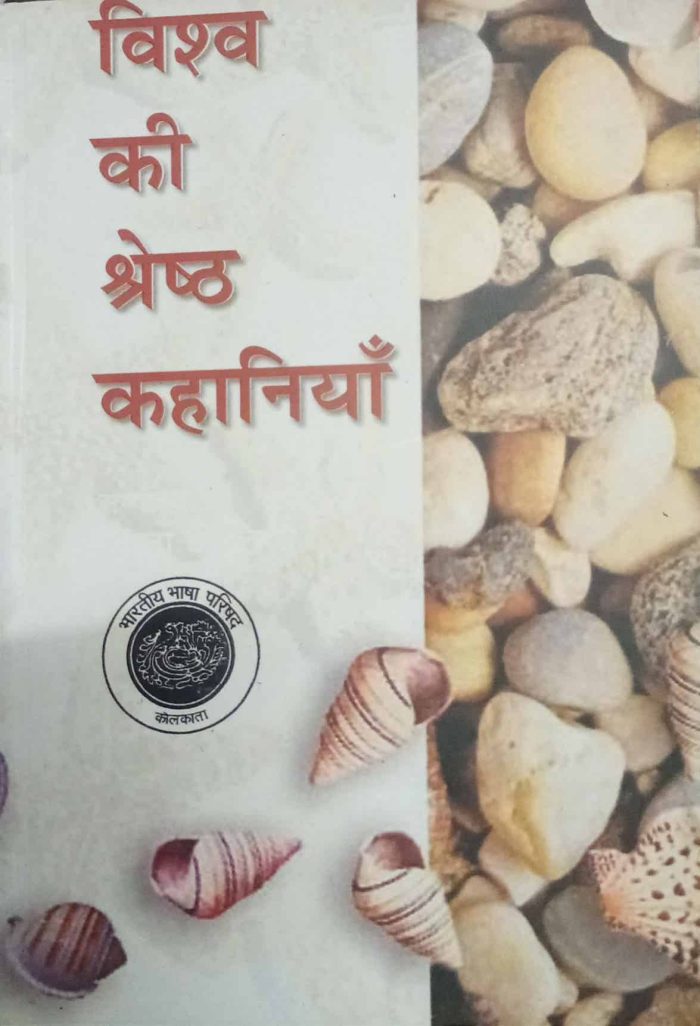 विश्व
की
श्रेष्ठ
कहानियाँ
भारतीय भाषा परिषद
कोलकाता